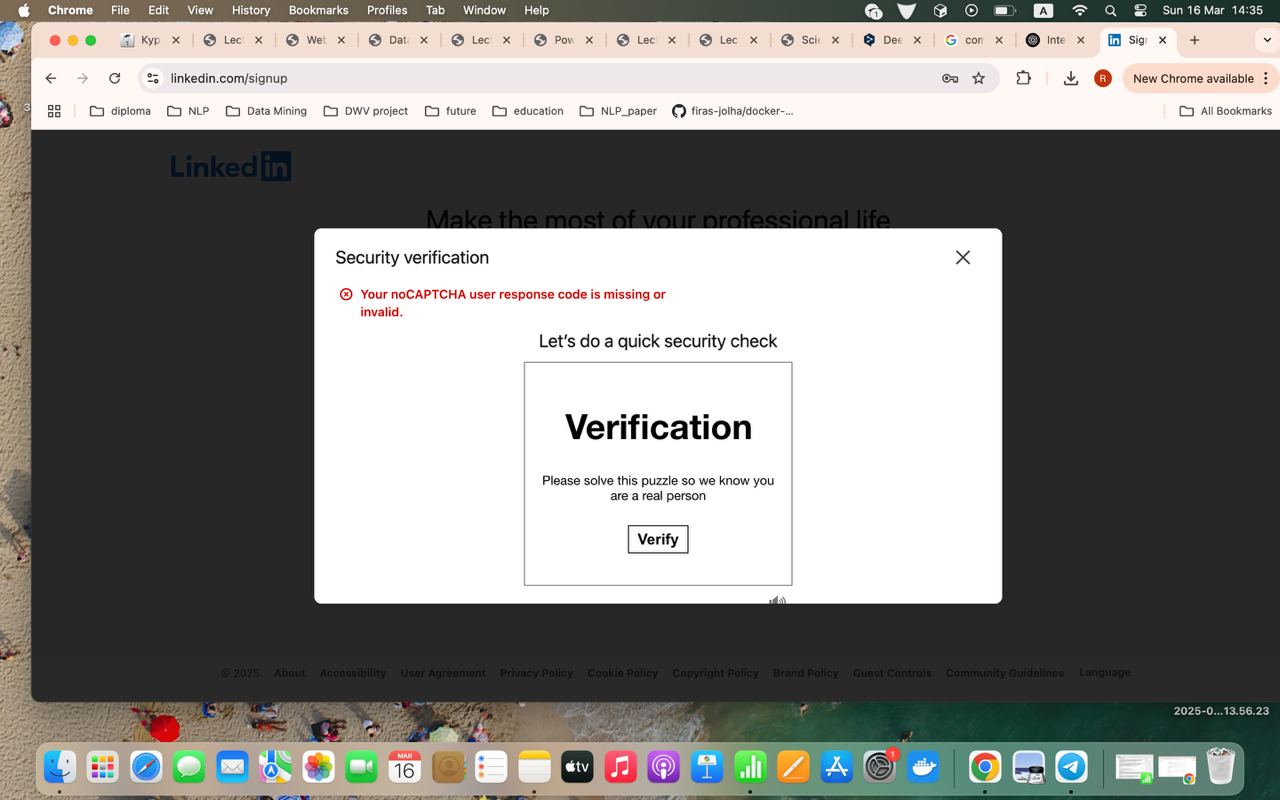 Chrome File Edit View History Bookmarks Profiles Tab Window Help A Sun 16 Mar 14:35
Кур Lec Web Data Lec Pow Lec Lec Scie Dee con Inte Sig
linkedin.com/signup R New Chrome available
diploma NLP Data Mining DWV project future education NLP_paper firas-jolha/docker-... All Bookmarks
Linkedin
Make the most of your professional life
Security verification
Your noCAPTCHA user response code is missing or
invalid.
Let's do a quick security check
Verification
Please solve this puzzle so we know you
are a real person
Verify
© 2025 About Accessibility User Agreement Privacy Policy Cookie Policy Copyright Policy Brand Policy Guest Controls Community Guidelines Language
2025-0...13.56.23
MAR
16
tv
1